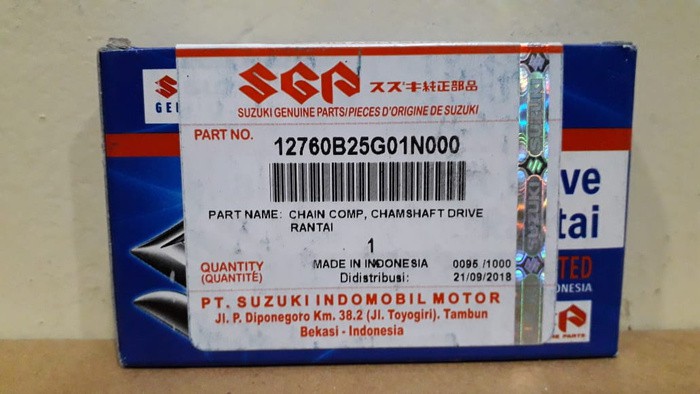 SGP スズキ純正部品
SUZUKI GENUINE PARTS/PIECES D'ORIGINE DE SUZUKI
PART NO. 12760B25G01N000
PART NAME: CHAIN COMP, CHAMSHAFT DRIVE
RANTAI
1
QUANTITY MADE IN INDONESIA 0095 /1000
(QUANTITÉ) Didistribusi: 21/09/2018
PT. SUZUKI INDOMOBIL MOTOR
Jl. P. Diponegoro Km. 38.2 (Jl. Toyogiri). Tambun
Bekasi - Indonesia
SUZUKI
SUZUKI